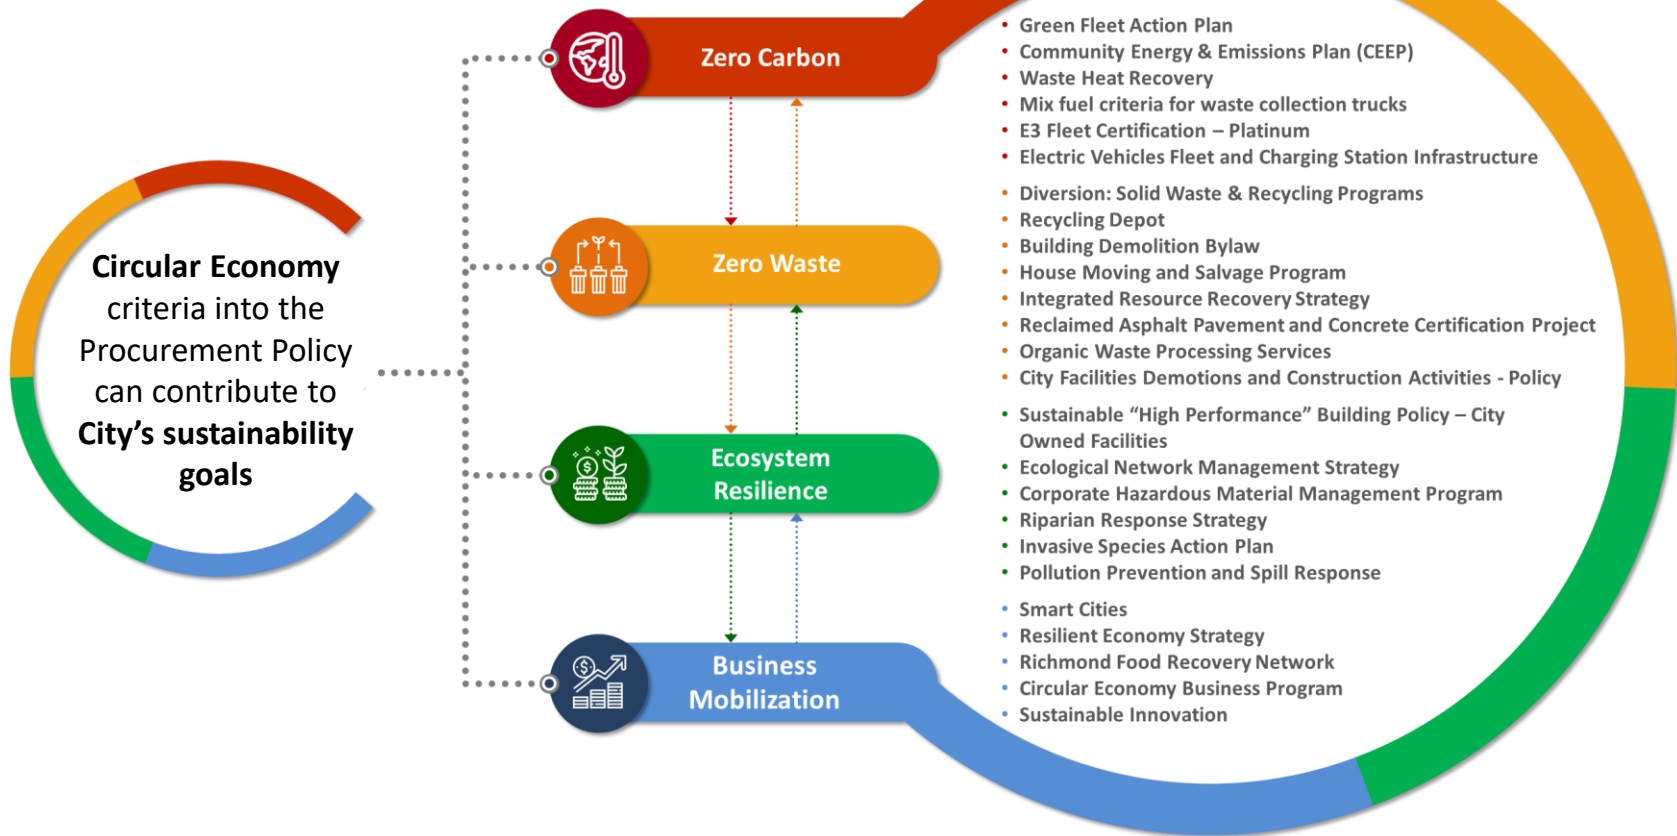 Circular Economy
criteria into the
Procurement Policy
can contribute to
City's sustainability
goals
Zero Carbon
Zero Waste
Ecosystem
Resilience
Business
Mobilization
• Green Fleet Action Plan
• Community Energy & Emissions Plan (CEEP)
• Waste Heat Recovery
• Mix fuel criteria for waste collection trucks
• E3 Fleet Certification – Platinum
• Electric Vehicles Fleet and Charging Station Infrastructure
• Diversion: Solid Waste & Recycling Programs
• Recycling Depot
• Building Demolition Bylaw
• House Moving and Salvage Program
• Integrated Resource Recovery Strategy
• Reclaimed Asphalt Pavement and Concrete Certification Project
• Organic Waste Processing Services
• City Facilities Demotions and Construction Activities - Policy
• Sustainable “High Performance” Building Policy – City
Owned Facilities
• Ecological Network Management Strategy
• Corporate Hazardous Material Management Program
• Riparian Response Strategy
• Invasive Species Action Plan
• Pollution Prevention and Spill Response
• Smart Cities
• Resilient Economy Strategy
• Richmond Food Recovery Network
• Circular Economy Business Program
• Sustainable Innovation